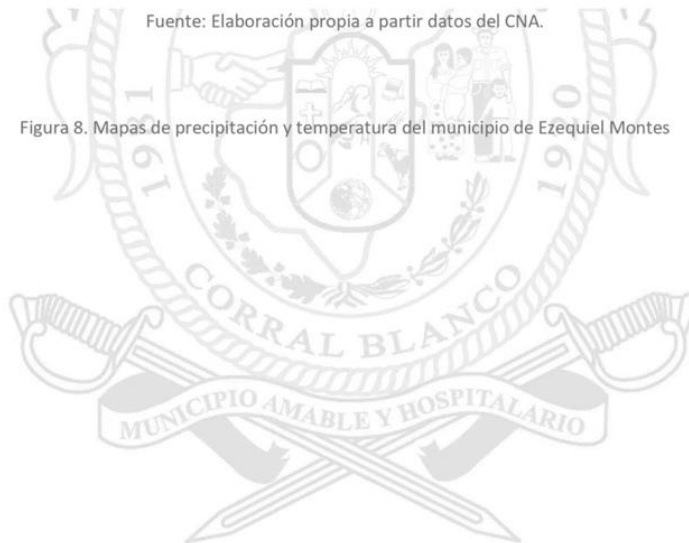 Fuente: Elaboración propia a partir datos del CNA.
Figura 8. Mapas de precipitación y temperatura del municipio de Ezequiel Montes
1981
1920
CORRAL BLANCO
MUNICIPIO AMABLE Y HOSPITALARIO